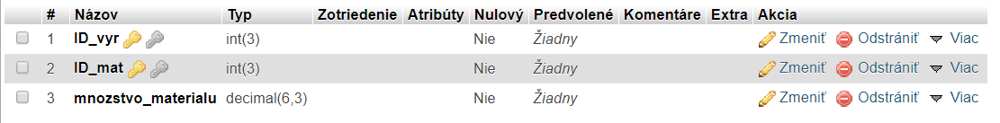 # Názov Typ Zotriedenie Atribúty Nulový Predvolené Komentáre Extra Akcia
1 ID_vyr int(3) Nie Žiadny Zmeniť Odstrániť Viac
2 ID_mat int(3) Nie Žiadny Zmeniť Odstrániť Viac
3 mnozstvo_materialu decimal(6,3) Nie Žiadny Zmeniť Odstrániť Viac